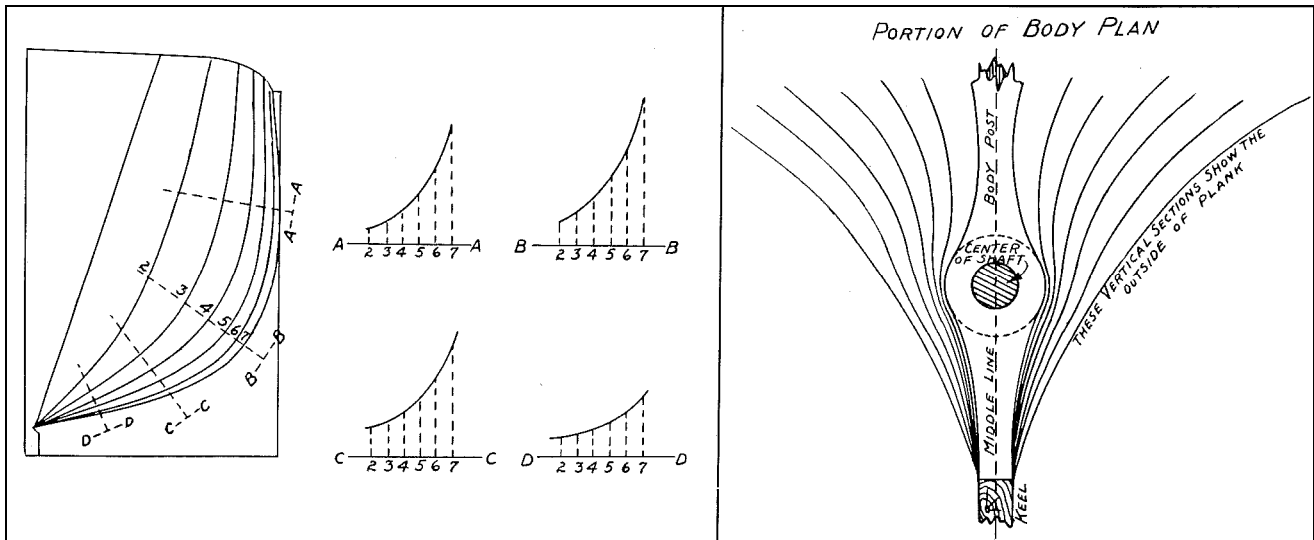 A-┴-A
2
3
4
5
6
7
B-┴-B
C-┴-C
D-┴-D
A A
2 3 4 5 6 7
B B
2 3 4 5 6 7
C C
2 3 4 5 6 7
D D
2 3 4 5 6 7
PORTION OF BODY PLAN
BODY POST
CENTER
OF SHAFT
MIDDLE LINE
KEEL
THESE VERTICAL SECTIONS SHOW THE
OUTSIDE OF PLANK